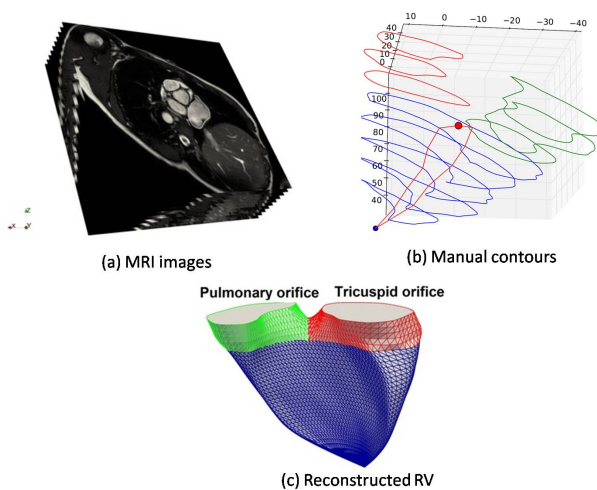 10 0 −10 −20 −30 −40
40
30
20
10
0
100
90
80
70
60
50
40
Z
X Y
(a) MRI images
(b) Manual contours
Pulmonary orifice Tricuspid orifice
(c) Reconstructed RV